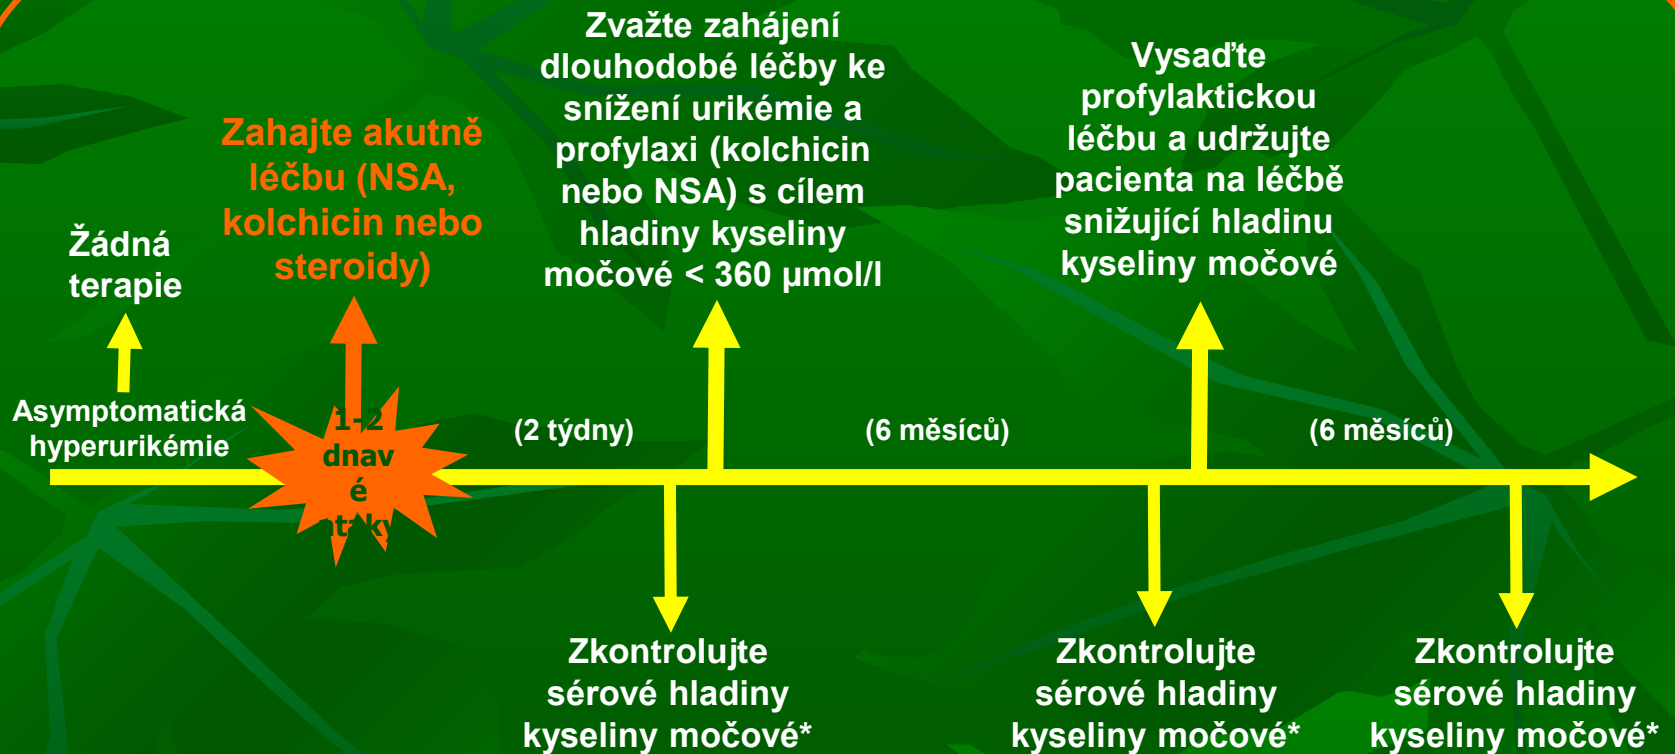 Žádná
terapie
Asymptomatická
hyperurikémie
Zahajte akutně
léčbu (NSA,
kolchicin nebo
steroidy)
1-2
dnav
é
ataky
(2 týdny)
Zvažte zahájení
dlouhodobé léčby ke
snížení urikémie a
profylaxi (kolchicin
nebo NSA) s cílem
hladiny kyseliny
močové < 360 µmol/l
Zkontrolujte
sérové hladiny
kyseliny močové*
(6 měsíců)
Vysaďte
profylaktickou
léčbu a udržujte
pacienta na léčbě
snižující hladinu
kyseliny močové
Zkontrolujte
sérové hladiny
kyseliny močové*
(6 měsíců)
Zkontrolujte
sérové hladiny
kyseliny močové*